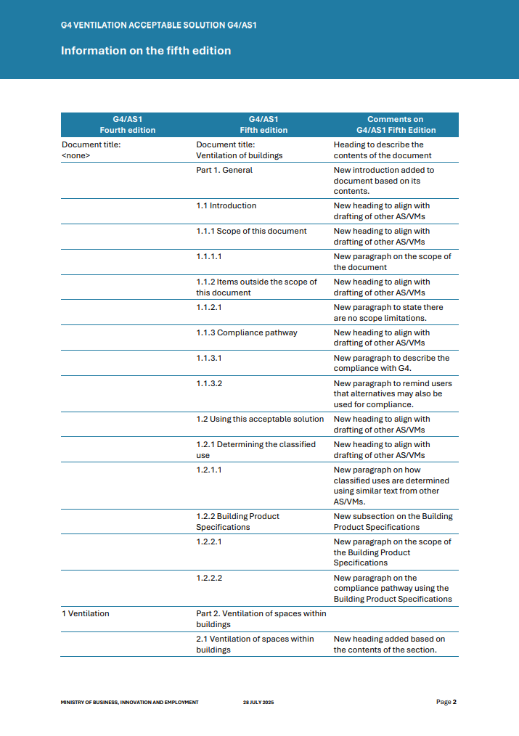 G4 VENTILATION ACCEPTABLE SOLUTION G4/AS1
Information on the fifth edition
G4/AS1 G4/AS1 Comments on
Fourth edition Fifth edition G4/AS1 Fifth Edition
Document title: Document title: Heading to describe the
<none> Ventilation of buildings contents of the document
Part 1. General New introduction added to
document based on its
contents.
1.1 Introduction New heading to align with
drafting of other AS/VMs
1.1.1 Scope of this document New heading to align with
drafting of other AS/VMs
1.1.1.1 New paragraph on the scope of
the document
1.1.2 Items outside the scope of New heading to align with
this document drafting of other AS/VMs
1.1.2.1 New paragraph to state there
are no scope limitations.
1.1.3 Compliance pathway New heading to align with
drafting of other AS/VMs
1.1.3.1 New paragraph to describe the
compliance with G4.
1.1.3.2 New paragraph to remind users
that alternatives may also be
used for compliance.
1.2 Using this acceptable solution New heading to align with
drafting of other AS/VMs
1.2.1 Determining the classified New heading to align with
use drafting of other AS/VMs
1.2.1.1 New paragraph on how
classified uses are determined
using similar text from other
AS/VMs.
1.2.2 Building Product New subsection on the Building
Specifications Product Specifications
1.2.2.1 New paragraph on the scope of
the Building Product
Specifications
1.2.2.2 New paragraph on the
compliance pathway using the
Building Product Specifications
1 Ventilation Part 2. Ventilation of spaces within
buildings
2.1 Ventilation of spaces within New heading added based on
buildings the contents of the section.
MINISTRY OF BUSINESS, INNOVATION AND EMPLOYMENT 28 JULY 2025 Page 2